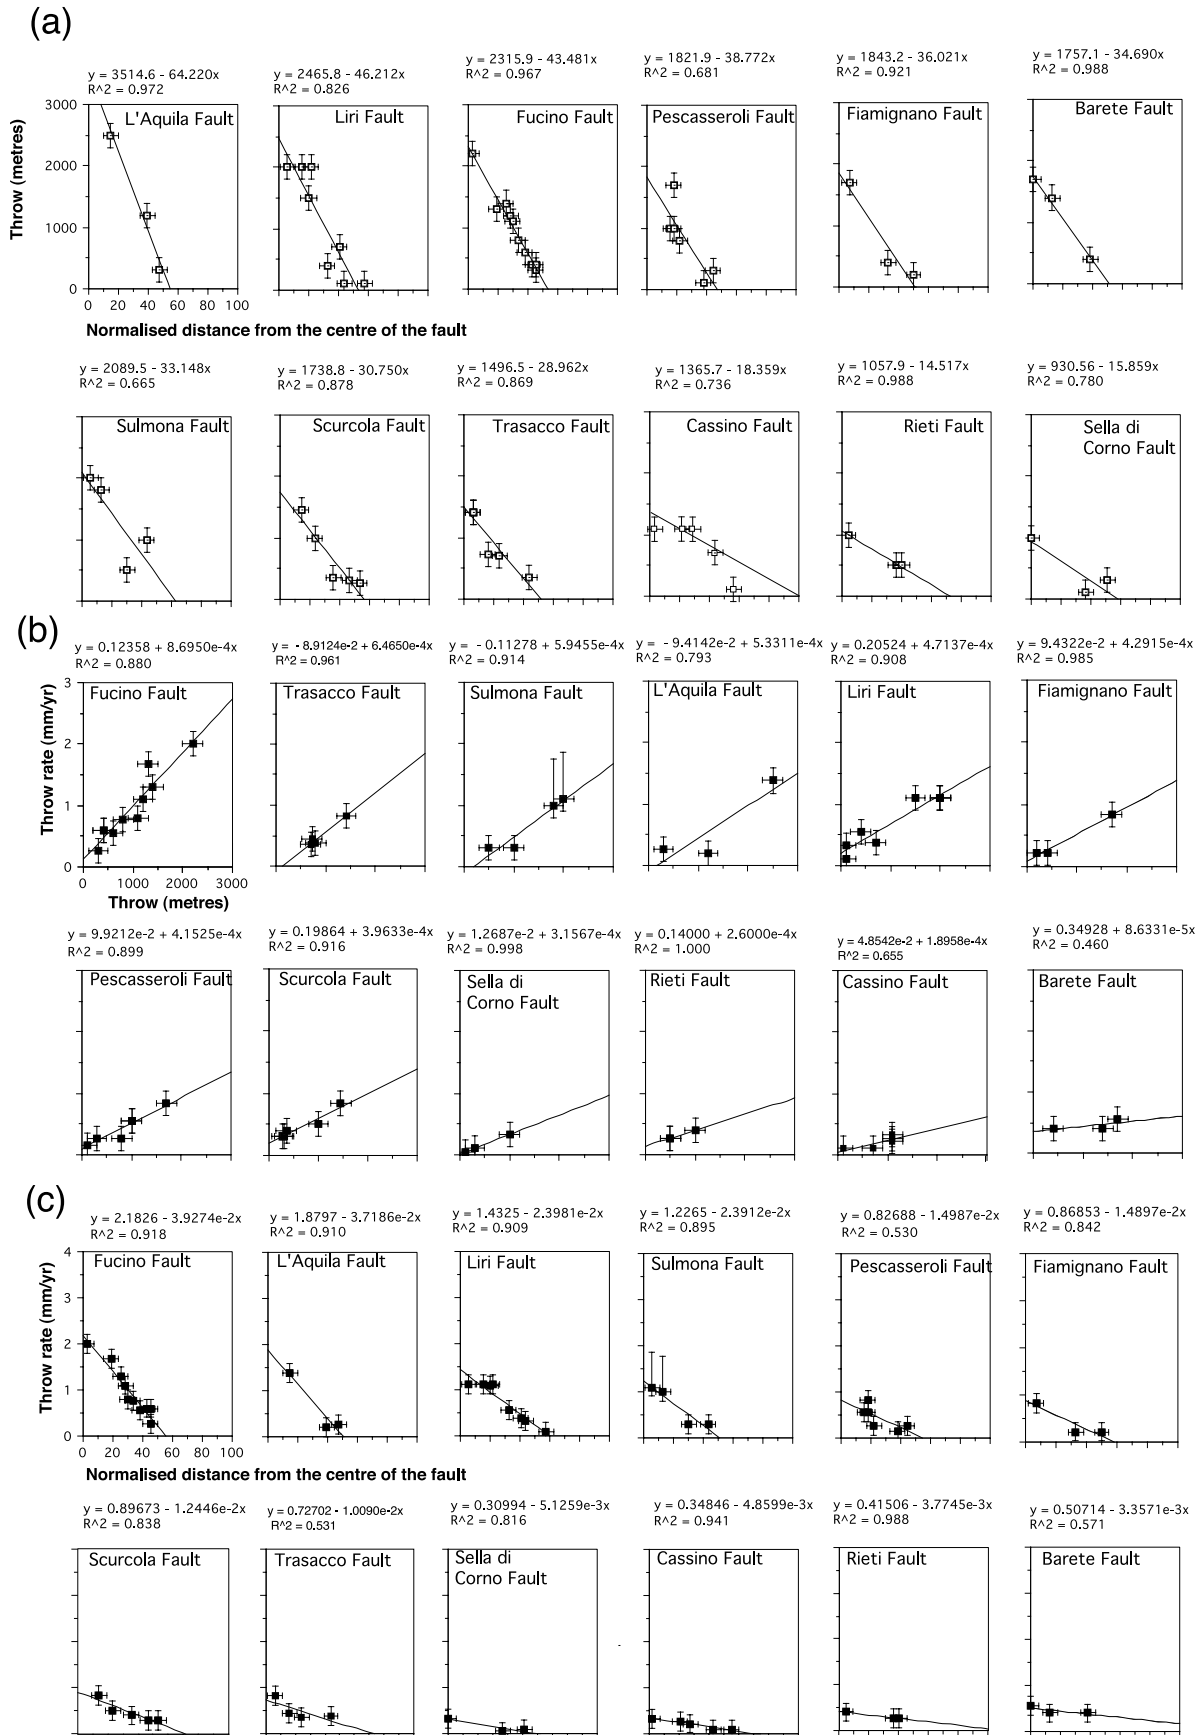 (a)
y = 3514.6 - 64.220x
R^2 = 0.972
y = 2465.8 - 46.212x
R^2 = 0.826
y = 2315.9 - 43.481x
R^2 = 0.967
y = 1821.9 - 38.772x
R^2 = 0.681
y = 1843.2 - 36.021x
R^2 = 0.921
y = 1757.1 - 34.690x
R^2 = 0.988
Throw (metres)
3000
2000
1000
0
L'Aquila Fault
Liri Fault
Fucino Fault
Pescasseroli Fault
Fiamignano Fault
Barete Fault
0 20 40 60 80 100
Normalised distance from the centre of the fault
y = 2089.5 - 33.148x
R^2 = 0.665
y = 1738.8 - 30.750x
R^2 = 0.878
y = 1496.5 - 28.962x
R^2 = 0.869
y = 1365.7 - 18.359x
R^2 = 0.736
y = 1057.9 - 14.517x
R^2 = 0.988
y = 930.56 - 15.859x
R^2 = 0.780
Sulmona Fault
Scurcola Fault
Trasacco Fault
Cassino Fault
Rieti Fault
Sella di
Corno Fault
(b)
y = 0.12358 + 8.6950e-4x
R^2 = 0.880
y = - 8.9124e-2 + 6.4650e-4x
R^2 = 0.961
y = - 0.11278 + 5.9455e-4x
R^2 = 0.914
y = - 9.4142e-2 + 5.3311e-4x
R^2 = 0.793
y = 0.20524 + 4.7137e-4x
R^2 = 0.908
y = 9.4322e-2 + 4.2915e-4x
R^2 = 0.985
Throw rate (mm/yr)
3
2
1
0
Fucino Fault
Trasacco Fault
Sulmona Fault
L'Aquila Fault
Liri Fault
Fiamignano Fault
0 1000 2000 3000
Throw (metres)
y = 9.9212e-2 + 4.1525e-4x
R^2 = 0.899
y = 0.19864 + 3.9633e-4x
R^2 = 0.916
y = 1.2687e-2 + 3.1567e-4x
R^2 = 0.998
y = 0.14000 + 2.6000e-4x
R^2 = 1.000
y = 4.8542e-2 + 1.8958e-4x
R^2 = 0.655
y = 0.34928 + 8.6331e-5x
R^2 = 0.460
Pescasseroli Fault
Scurcola Fault
Sella di
Corno Fault
Rieti Fault
Cassino Fault
Barete Fault
(c)
y = 2.1826 - 3.9274e-2x
R^2 = 0.918
y = 1.8797 - 3.7186e-2x
R^2 = 0.910
y = 1.4325 - 2.3981e-2x
R^2 = 0.909
y = 1.2265 - 2.3912e-2x
R^2 = 0.895
y = 0.82688 - 1.4987e-2x
R^2 = 0.530
y = 0.86853 - 1.4897e-2x
R^2 = 0.842
Throw rate (mm/yr)
4
3
2
1
0
Fucino Fault
L'Aquila Fault
Liri Fault
Sulmona Fault
Pescasseroli Fault
Fiamignano Fault
0 20 40 60 80 100
Normalised distance from the centre of the fault
y = 0.89673 - 1.2446e-2x
R^2 = 0.838
y = 0.72702 - 1.0090e-2x
R^2 = 0.531
y = 0.30994 - 5.1259e-3x
R^2 = 0.816
y = 0.34846 - 4.8599e-3x
R^2 = 0.941
y = 0.41506 - 3.7745e-3x
R^2 = 0.988
y = 0.50714 - 3.3571e-3x
R^2 = 0.571
Scurcola Fault
Trasacco Fault
Sella di
Corno Fault
Cassino Fault
Rieti Fault
Barete Fault